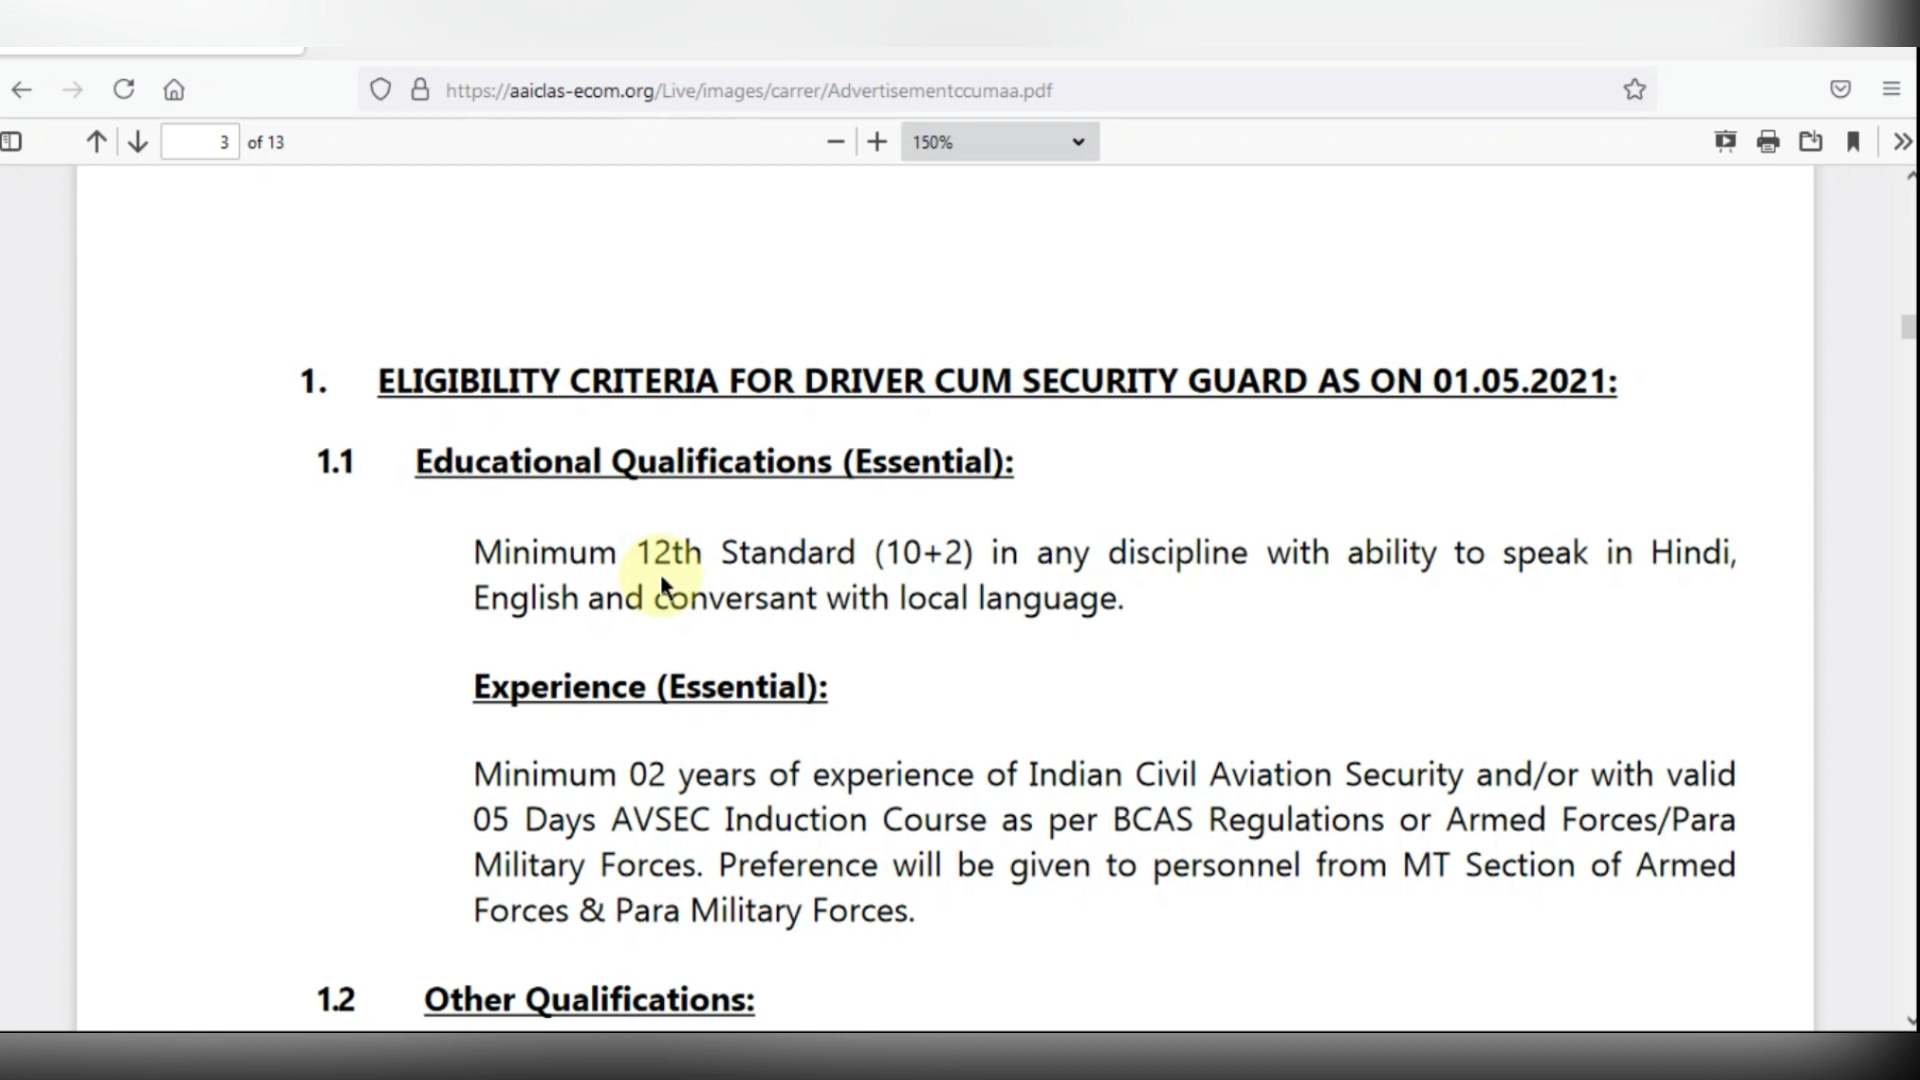 https://aaiclas-ecom.org/Live/images/carrer/Advertisementccumaa.pdf
3 of 13
150%
1. ELIGIBILITY CRITERIA FOR DRIVER CUM SECURITY GUARD AS ON 01.05.2021:
1.1 Educational Qualifications (Essential):
Minimum 12th Standard (10+2) in any discipline with ability to speak in Hindi,
English and conversant with local language.
Experience (Essential):
Minimum 02 years of experience of Indian Civil Aviation Security and/or with valid
05 Days AVSEC Induction Course as per BCAS Regulations or Armed Forces/Para
Military Forces. Preference will be given to personnel from MT Section of Armed
Forces & Para Military Forces.
1.2 Other Qualifications: